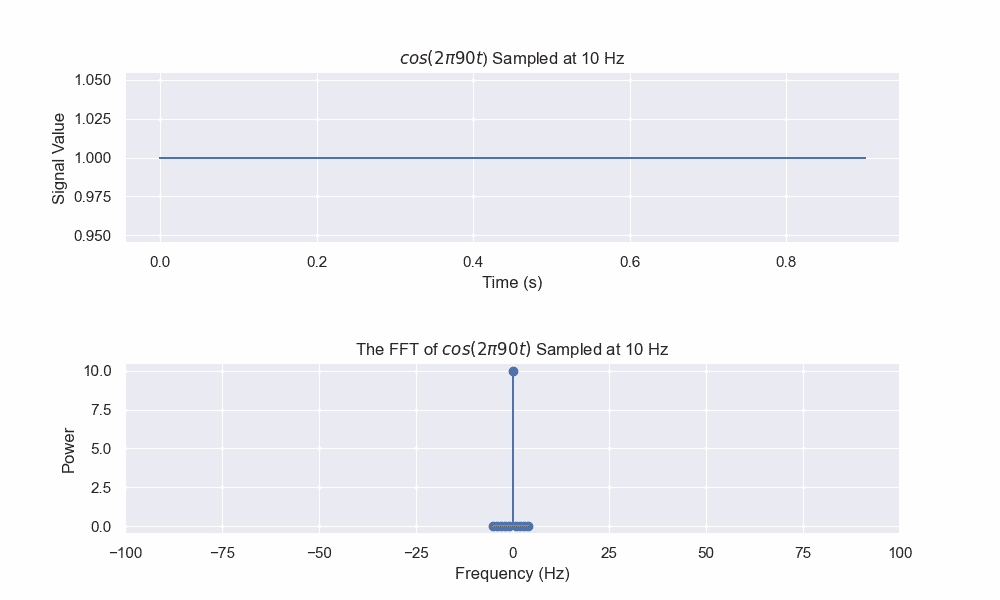 cos(2π90t) Sampled at 10 Hz
1.050
1.025
1.000
0.975
0.950
Signal Value
0.0 0.2 0.4 0.6 0.8
Time (s)
The FFT of cos(2π90t) Sampled at 10 Hz
10.0
7.5
5.0
2.5
0.0
Power
−100 −75 −50 −25 0 25 50 75 100
Frequency (Hz)